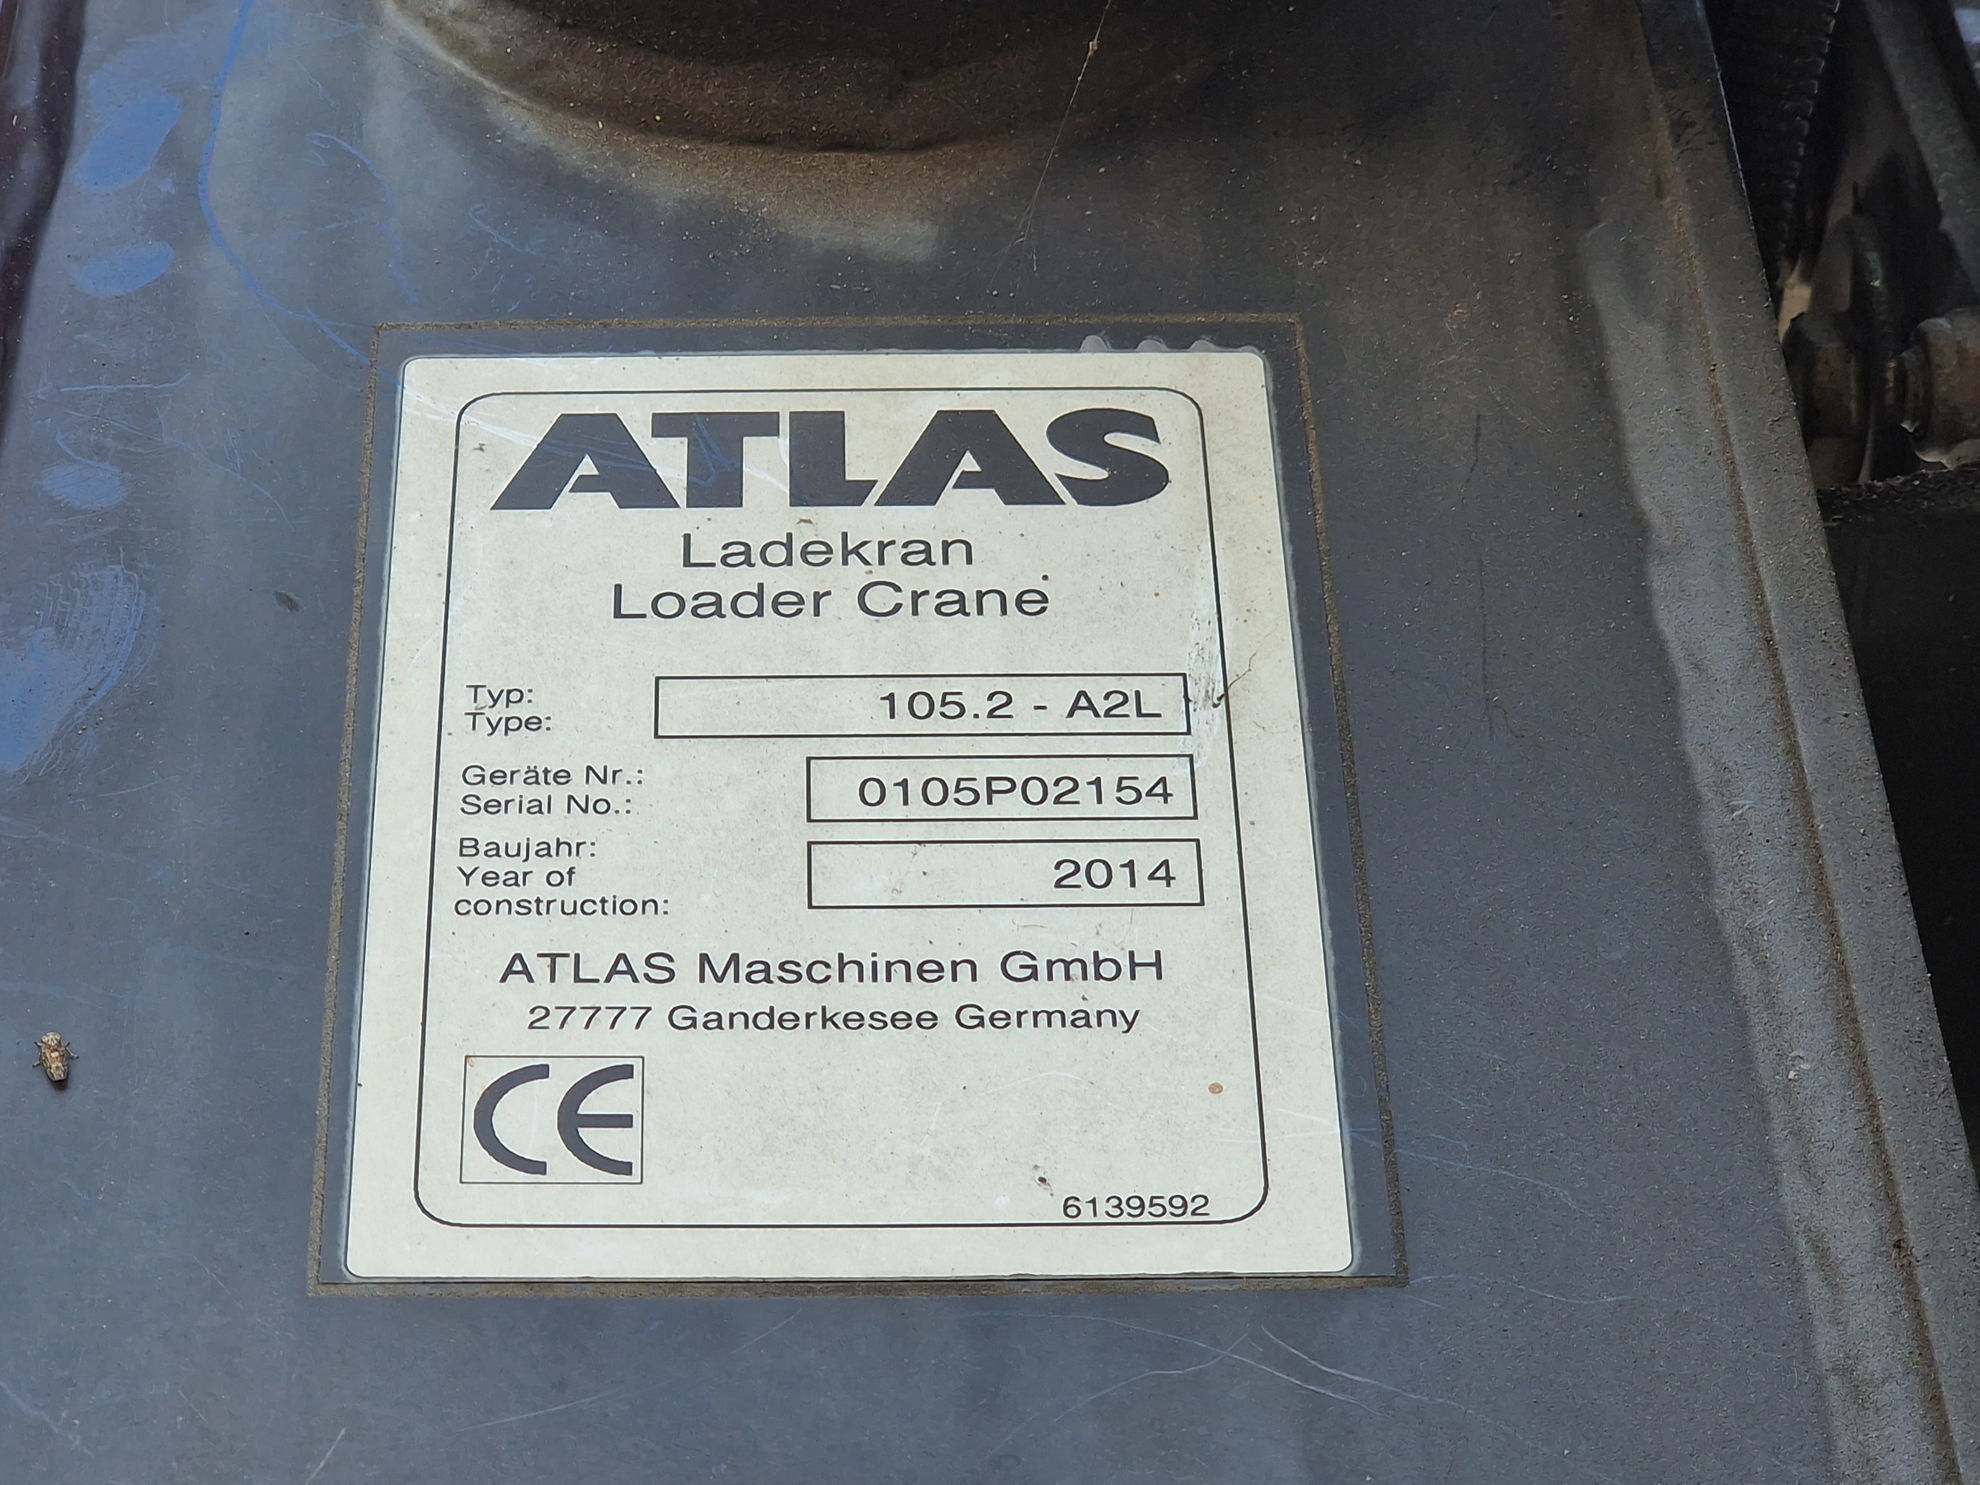 ATLAS
Ladekran
Loader Crane
Typ:
Type:
105.2 - A2L
Geräte Nr.:
Serial No.:
0105P02154
Baujahr:
Year of
construction:
2014
ATLAS Maschinen GmbH
27777 Ganderkesee Germany
CE
6139592